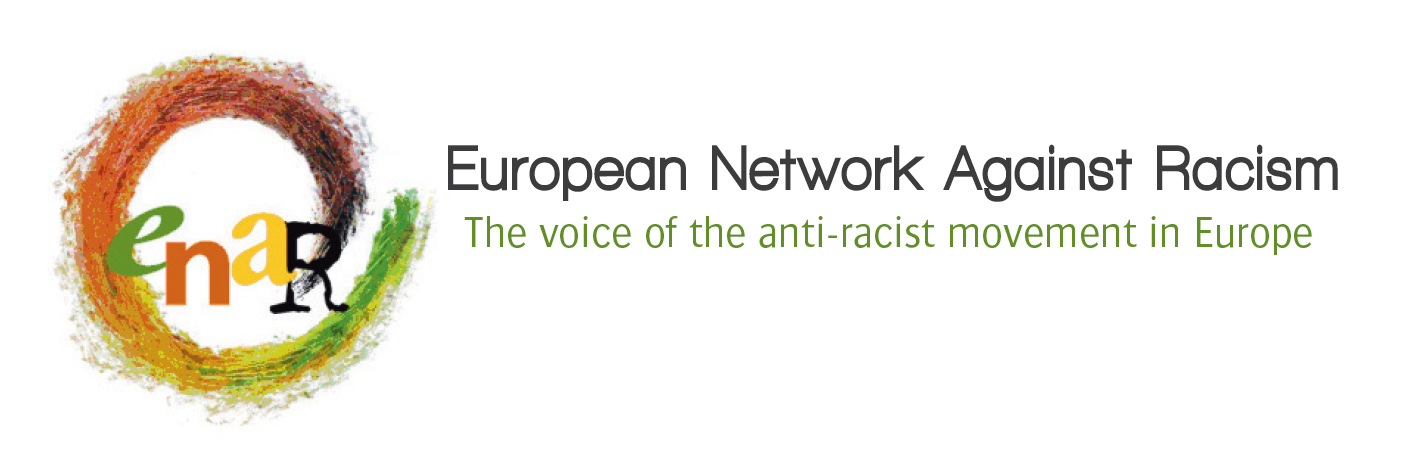 enaR
European Network Against Racism
The voice of the anti-racist movement in Europe